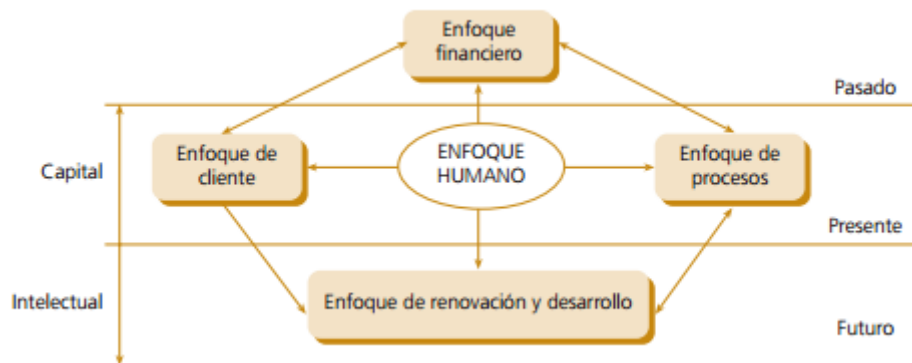 Enfoque
financiero
Pasado
Capital
Enfoque de
cliente
ENFOQUE
HUMANO
Enfoque de
procesos
Presente
Intelectual
Enfoque de renovación y desarrollo
Futuro